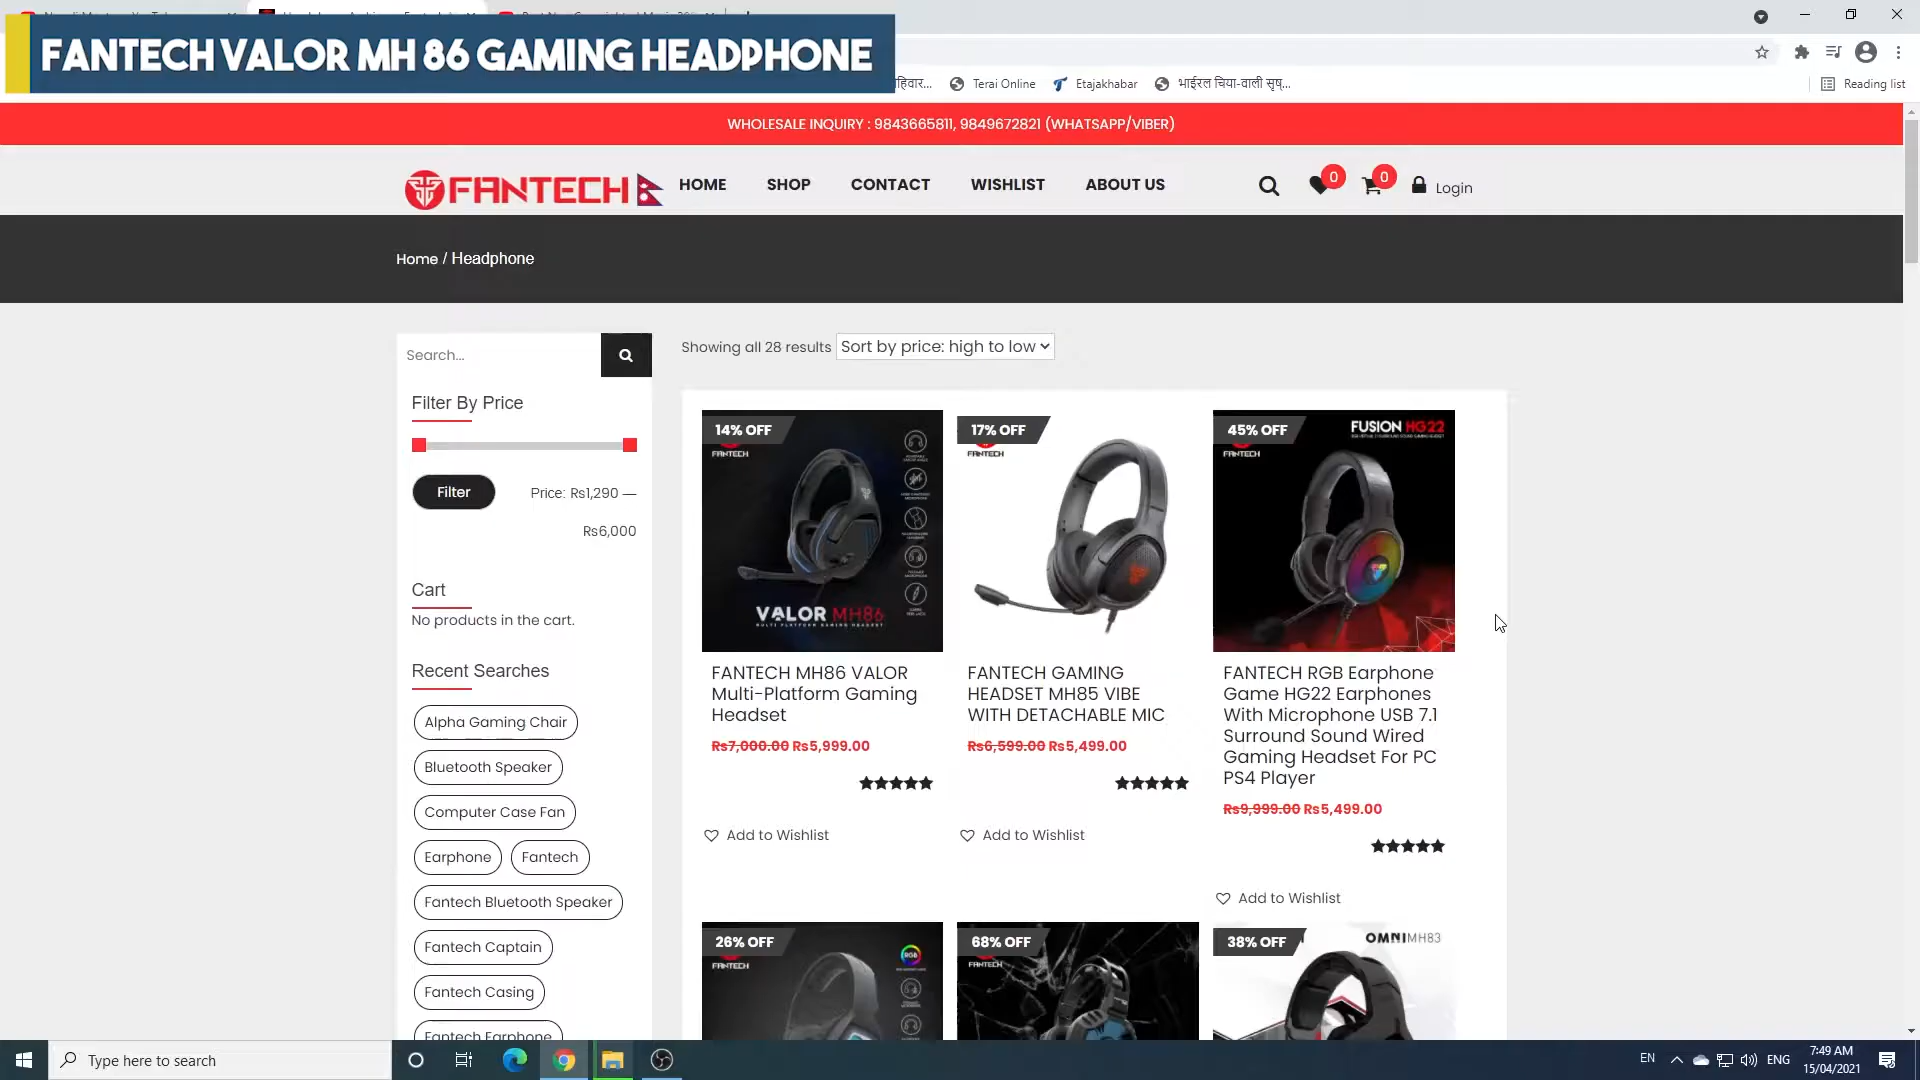 FANTECH VALOR MH 86 GAMING HEADPHONE
Terai Online
Etajakhabar
भाईरल चिया-वाली सृष्...
Reading list
WHOLESALE INQUIRY : 9843665811, 9849672821 (WHATSAPP/VIBER)
FANTECH
HOME
SHOP
CONTACT
WISHLIST
ABOUT US
0
0
Login
Home / Headphone
Search...
Showing all 28 results
Sort by price: high to low
Filter By Price
Filter
Price: Rs1,290 —
Rs6,000
Cart
No products in the cart.
Recent Searches
Alpha Gaming Chair
Bluetooth Speaker
Computer Case Fan
Earphone
Fantech
Fantech Bluetooth Speaker
Fantech Captain
Fantech Casing
Fantech Earphone
14% OFF
FANTECH
VALOR MH86
MULTI PLATFORM GAMING HEADSET
FANTECH MH86 VALOR
Multi-Platform Gaming
Headset
Rs7,000.00 Rs5,999.00
Add to Wishlist
17% OFF
FANTECH
FANTECH GAMING
HEADSET MH85 VIBE
WITH DETACHABLE MIC
Rs6,599.00 Rs5,499.00
Add to Wishlist
45% OFF
FANTECH
FUSION HG22
FANTECH RGB Earphone
Game HG22 Earphones
With Microphone USB 7.1
Surround Sound Wired
Gaming Headset For PC
PS4 Player
Rs9,999.00 Rs5,499.00
Add to Wishlist
26% OFF
FANTECH
RGB
68% OFF
FANTECH
38% OFF
OMNI MH83
Type here to search
EN
ENG
7:49 AM
15/04/2021